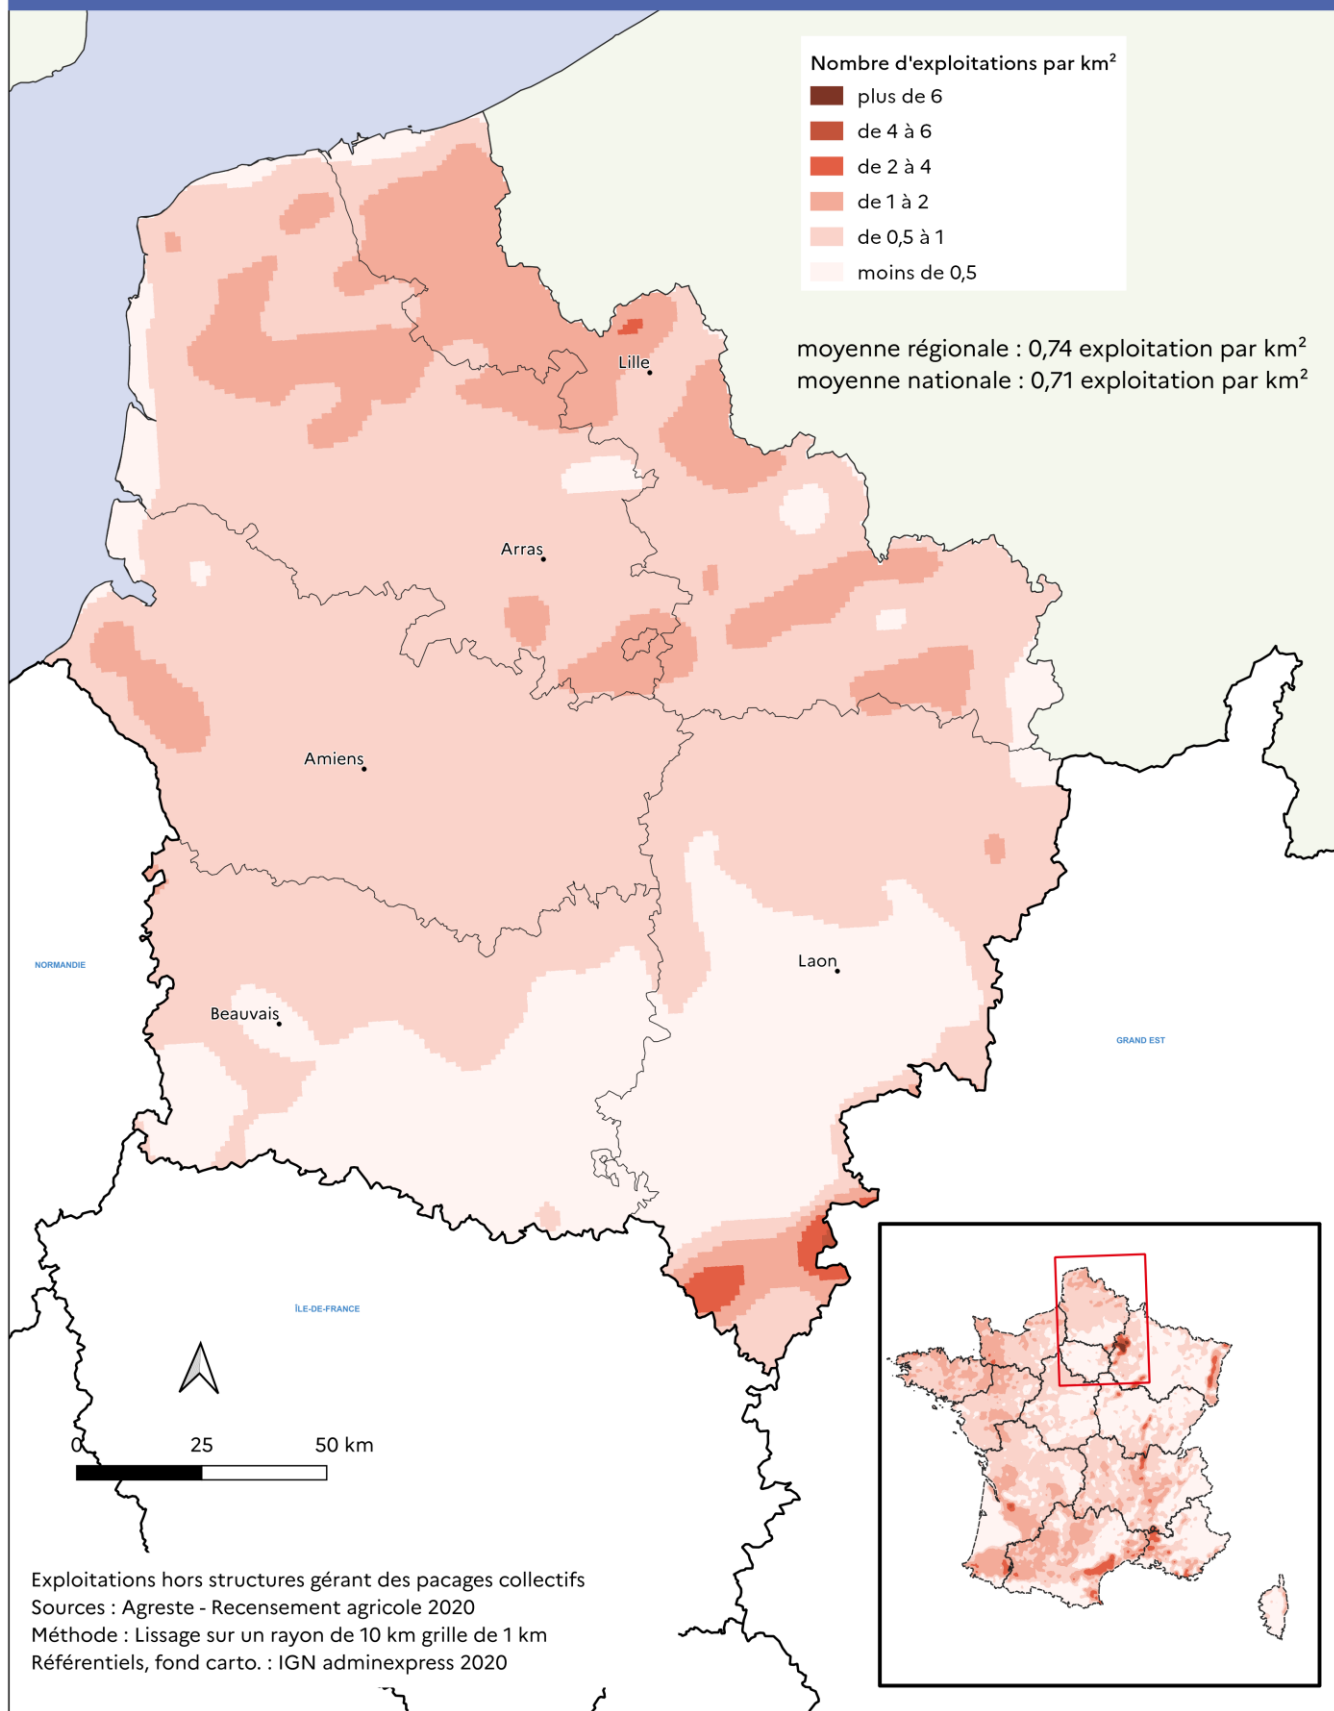 Nombre d'exploitations par km²
plus de 6
de 4 à 6
de 2 à 4
de 1 à 2
de 0,5 à 1
moins de 0,5
moyenne régionale : 0,74 exploitation par km²
moyenne nationale : 0,71 exploitation par km²
Lille
Arras
Amiens
Laon
NORMANDIE
Beauvais
GRAND EST
ÎLE-DE-FRANCE
0 25 50 km
Exploitations hors structures gérant des pacages collectifs
Sources : Agreste - Recensement agricole 2020
Méthode : Lissage sur un rayon de 10 km grille de 1 km
Référentiels, fond carto. : IGN adminexpress 2020